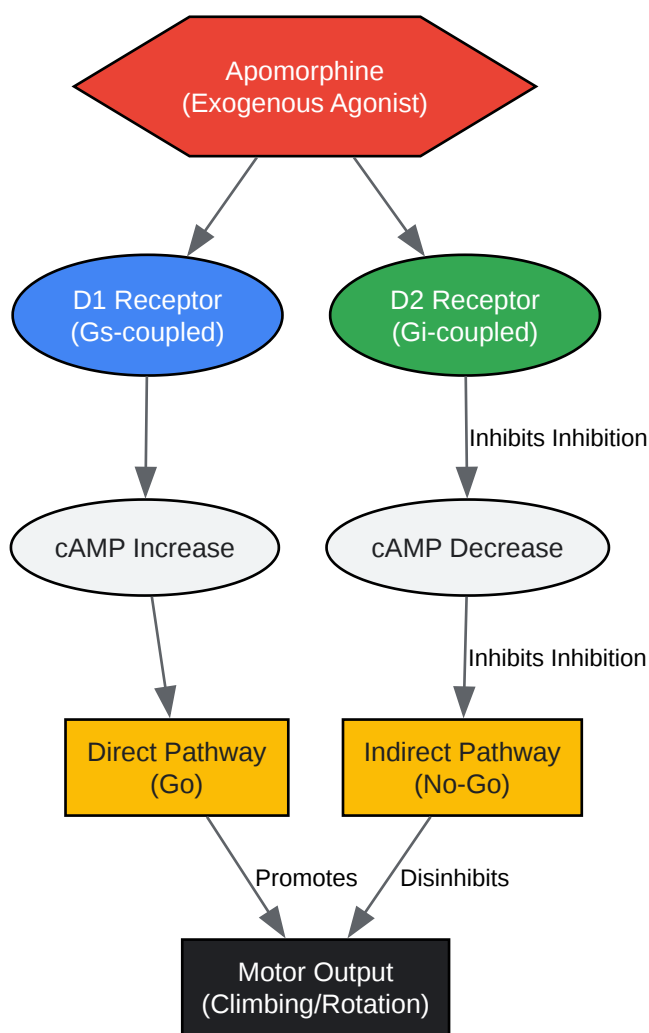 Apomorphine
(Exogenous Agonist)
D1 Receptor
(Gs-coupled)
D2 Receptor
(Gi-coupled)
Inhibits Inhibition
cAMP Increase
cAMP Decrease
Inhibits Inhibition
Direct Pathway
(Go)
Indirect Pathway
(No-Go)
Promotes
Disinhibits
Motor Output
(Climbing/Rotation)